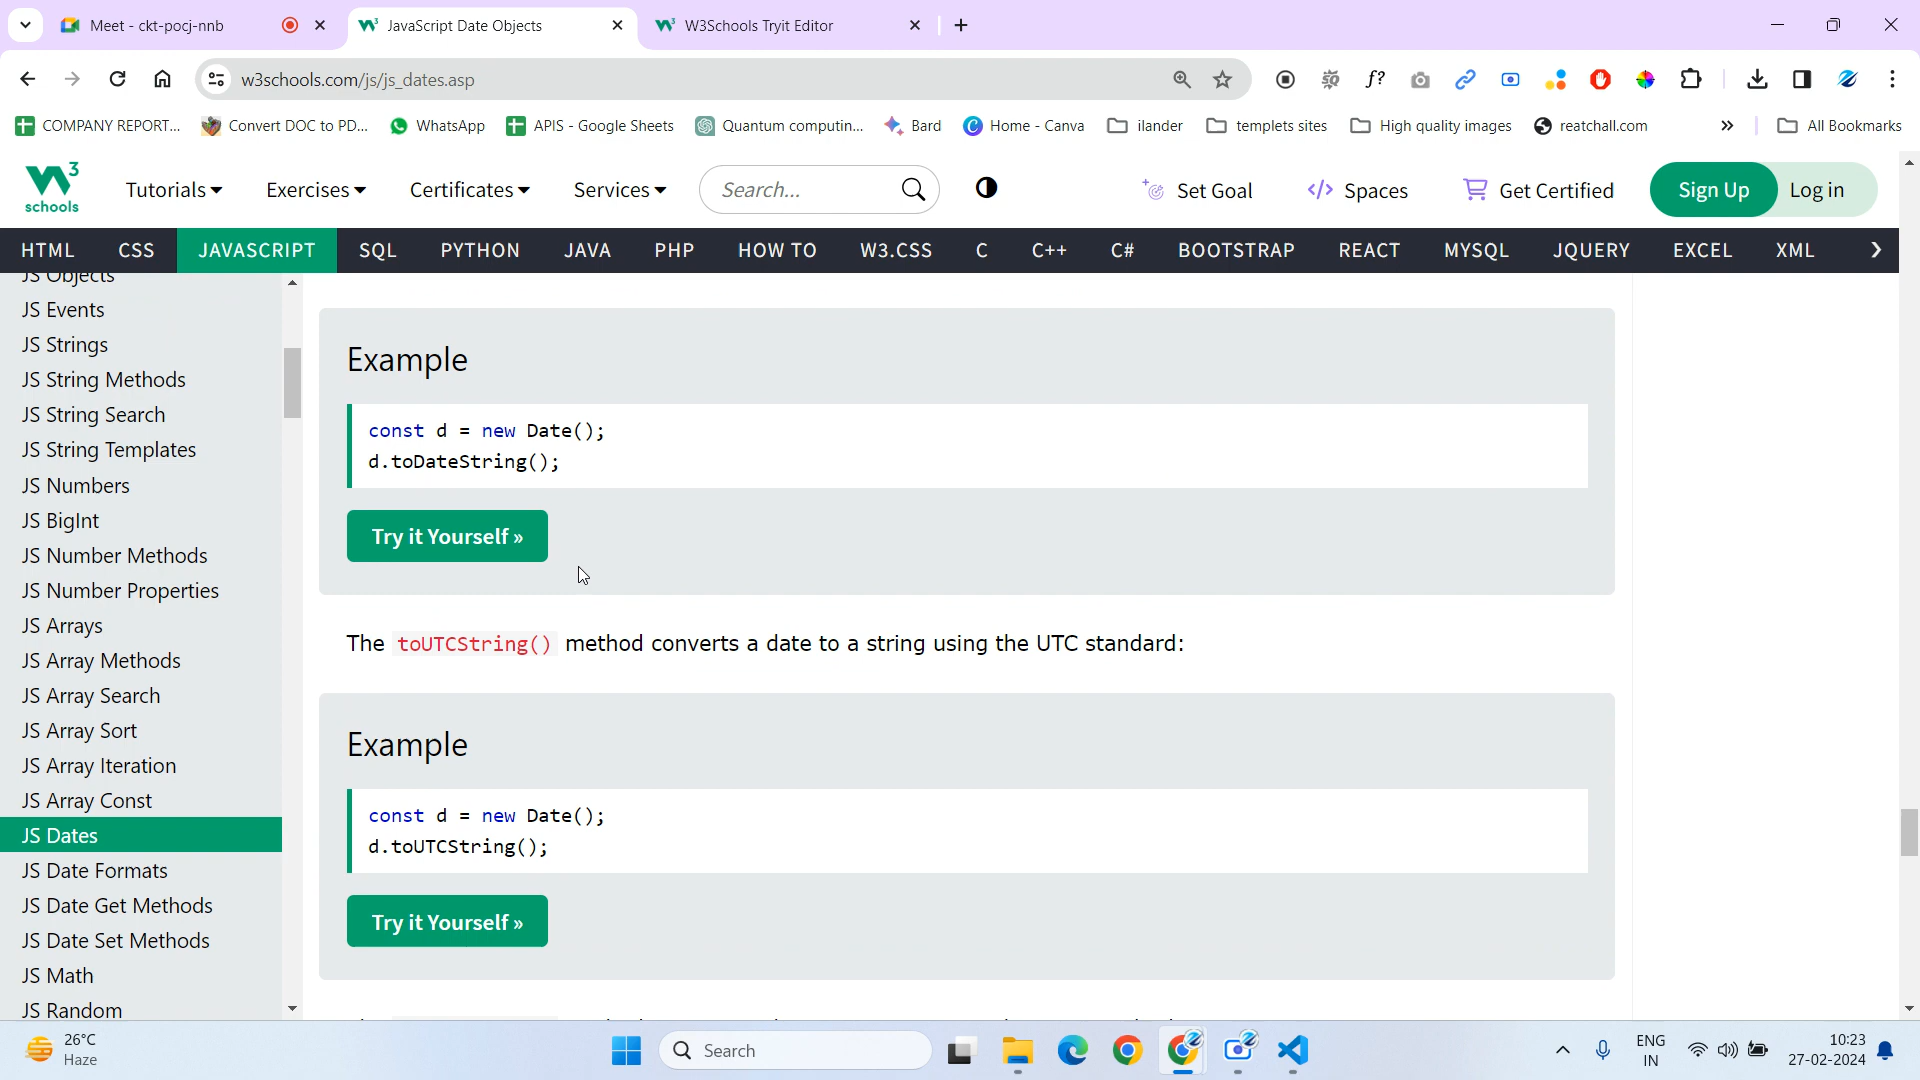 Meet - ckt-pocj-nnb
JavaScript Date Objects
W3Schools Tryit Editor
w3schools.com/js/js_dates.asp
f?
COMPANY REPORT...
Convert DOC to PD...
WhatsApp
APIS - Google Sheets
Quantum computin...
Bard
Home - Canva
ilander
templets sites
High quality images
reatchall.com
»
All Bookmarks
W3 schools
Tutorials
Exercises
Certificates
Services
Search...
Set Goal
Spaces
Get Certified
Sign Up
Log in
HTML
CSS
JAVASCRIPT
SQL
PYTHON
JAVA
PHP
HOW TO
W3.CSS
C
C++
C#
BOOTSTRAP
REACT
MYSQL
JQUERY
EXCEL
XML
JS Objects
JS Events
JS Strings
JS String Methods
JS String Search
JS String Templates
JS Numbers
JS BigInt
JS Number Methods
JS Number Properties
JS Arrays
JS Array Methods
JS Array Search
JS Array Sort
JS Array Iteration
JS Array Const
JS Dates
JS Date Formats
JS Date Get Methods
JS Date Set Methods
JS Math
JS Random
Example
const d = new Date();
d.toDateString();
Try it Yourself »
The toUTCString() method converts a date to a string using the UTC standard:
Example
const d = new Date();
d.toUTCString();
Try it Yourself »
26°C
Haze
Search
ENG
IN
10:23
27-02-2024